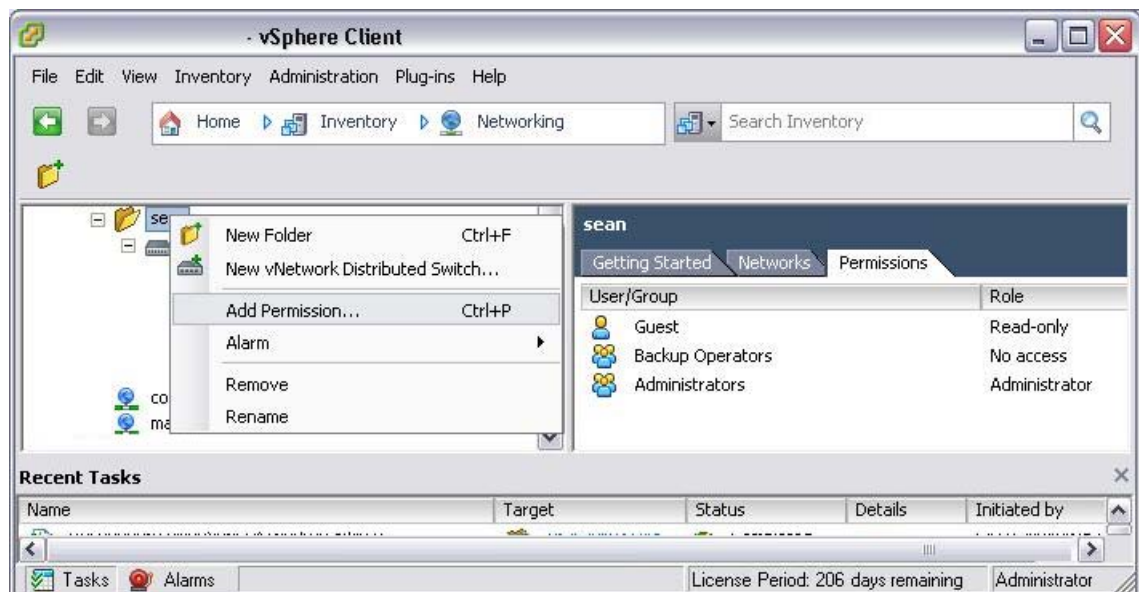 - vSphere Client
File Edit View Inventory Administration Plug-ins Help
Home Inventory Networking
Search Inventory
se
New Folder Ctrl+F
New vNetwork Distributed Switch...
Add Permission... Ctrl+P
Alarm
Remove
Rename
co
ma
sean
Getting Started Networks Permissions
User/Group Role
Guest Read-only
Backup Operators No access
Administrators Administrator
Recent Tasks
Name Target Status Details Initiated by
Tasks Alarms License Period: 206 days remaining Administrator